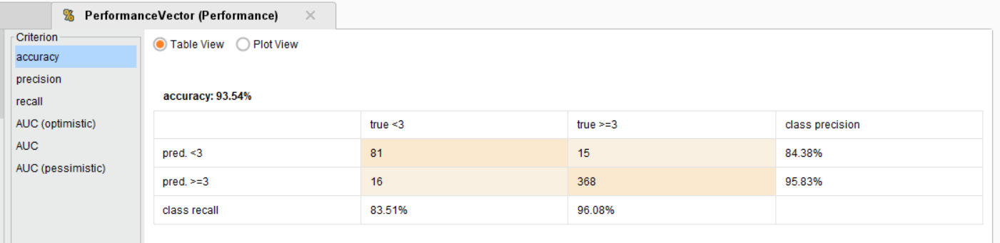 PerformanceVector (Performance)
Criterion
accuracy
precision
recall
AUC (optimistic)
AUC
AUC (pessimistic)
Table View Plot View
accuracy: 93.54%
true <3 true >=3 class precision
pred. <3 81 15 84.38%
pred. >=3 16 368 95.83%
class recall 83.51% 96.08%